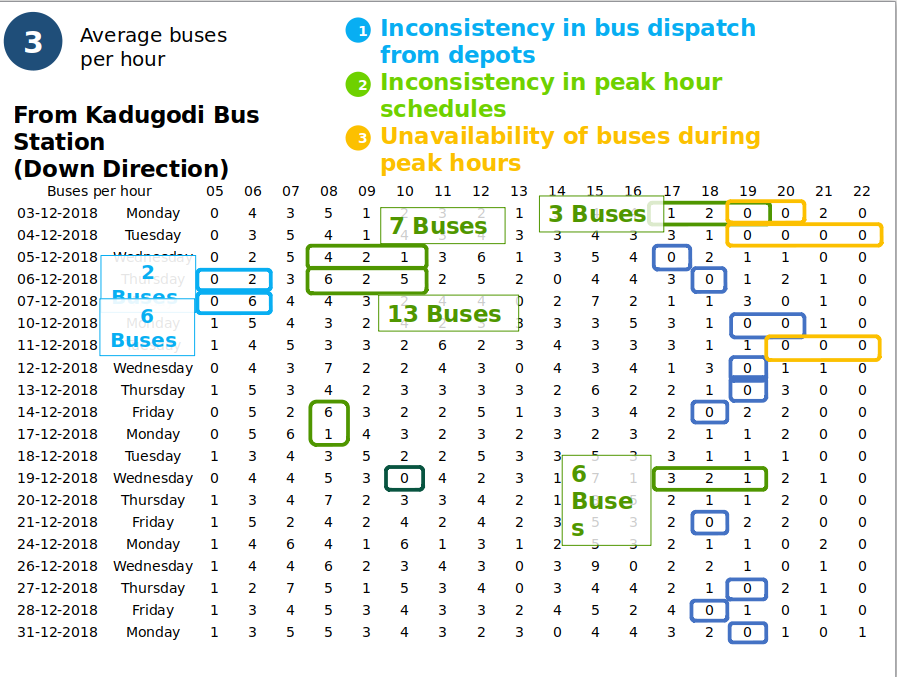 3
Average buses
per hour
1 Inconsistency in bus dispatch
from depots
2 Inconsistency in peak hour
schedules
3 Unavailability of buses during
peak hours
From Kadugodi Bus
Station
(Down Direction)
Buses per hour 05 06 07 08 09 10 11 12 13 14 15 16 17 18 19 20 21 22
03-12-2018 Monday 0 4 3 5 1 2 3 2 1 1 2 0 0 2 0
04-12-2018 Tuesday 0 3 5 4 1 4 4 3 3 4 3 3 1 0 0 0 0
05-12-2018 Wednesday 0 2 5 4 2 1 3 6 1 3 5 4 0 2 1 1 0 0
06-12-2018 Thursday 0 2 3 6 2 5 2 5 2 0 4 4 3 0 1 2 1 0
07-12-2018 0 6 4 4 3 2 4 4 0 2 7 2 1 1 3 0 1 0
10-12-2018 Monday 1 5 4 3 2 3 3 3 5 3 1 0 0 1 0
11-12-2018 1 4 5 3 3 2 6 2 3 4 3 3 3 1 1 0 0 0
12-12-2018 Wednesday 0 4 3 7 2 2 4 3 0 4 3 4 1 3 0 1 1 0
13-12-2018 Thursday 1 5 3 4 2 3 3 3 3 2 6 2 2 1 0 3 0 0
14-12-2018 Friday 0 5 2 6 3 2 2 5 1 3 3 4 2 0 2 2 0 0
17-12-2018 Monday 0 5 6 1 4 3 2 3 2 3 2 3 2 1 1 2 0 0
18-12-2018 Tuesday 1 3 4 3 5 2 2 5 3 3 5 3 3 1 1 1 0 0
19-12-2018 Wednesday 0 4 4 5 3 0 4 2 3 1 7 1 3 2 1 2 1 0
20-12-2018 Thursday 1 3 4 7 2 3 3 4 2 1 2 1 1 2 0 0
21-12-2018 Friday 1 5 2 4 2 4 2 4 2 3 5 3 2 0 2 2 0 0
24-12-2018 Monday 1 4 6 4 1 6 1 3 1 2 5 3 2 1 1 0 2 0
26-12-2018 Wednesday 1 4 4 6 2 3 4 3 0 3 9 0 2 2 1 0 1 0
27-12-2018 Thursday 1 2 7 5 1 5 3 4 0 3 4 4 2 1 0 2 1 0
28-12-2018 Friday 1 3 4 5 3 4 3 3 2 4 5 2 4 0 1 0 1 0
31-12-2018 Monday 1 3 5 5 3 4 3 2 3 0 4 4 3 2 0 1 0 1
7 Buses
3 Buses
2
Buses
6
Buses
13 Buses
6
Buse
s